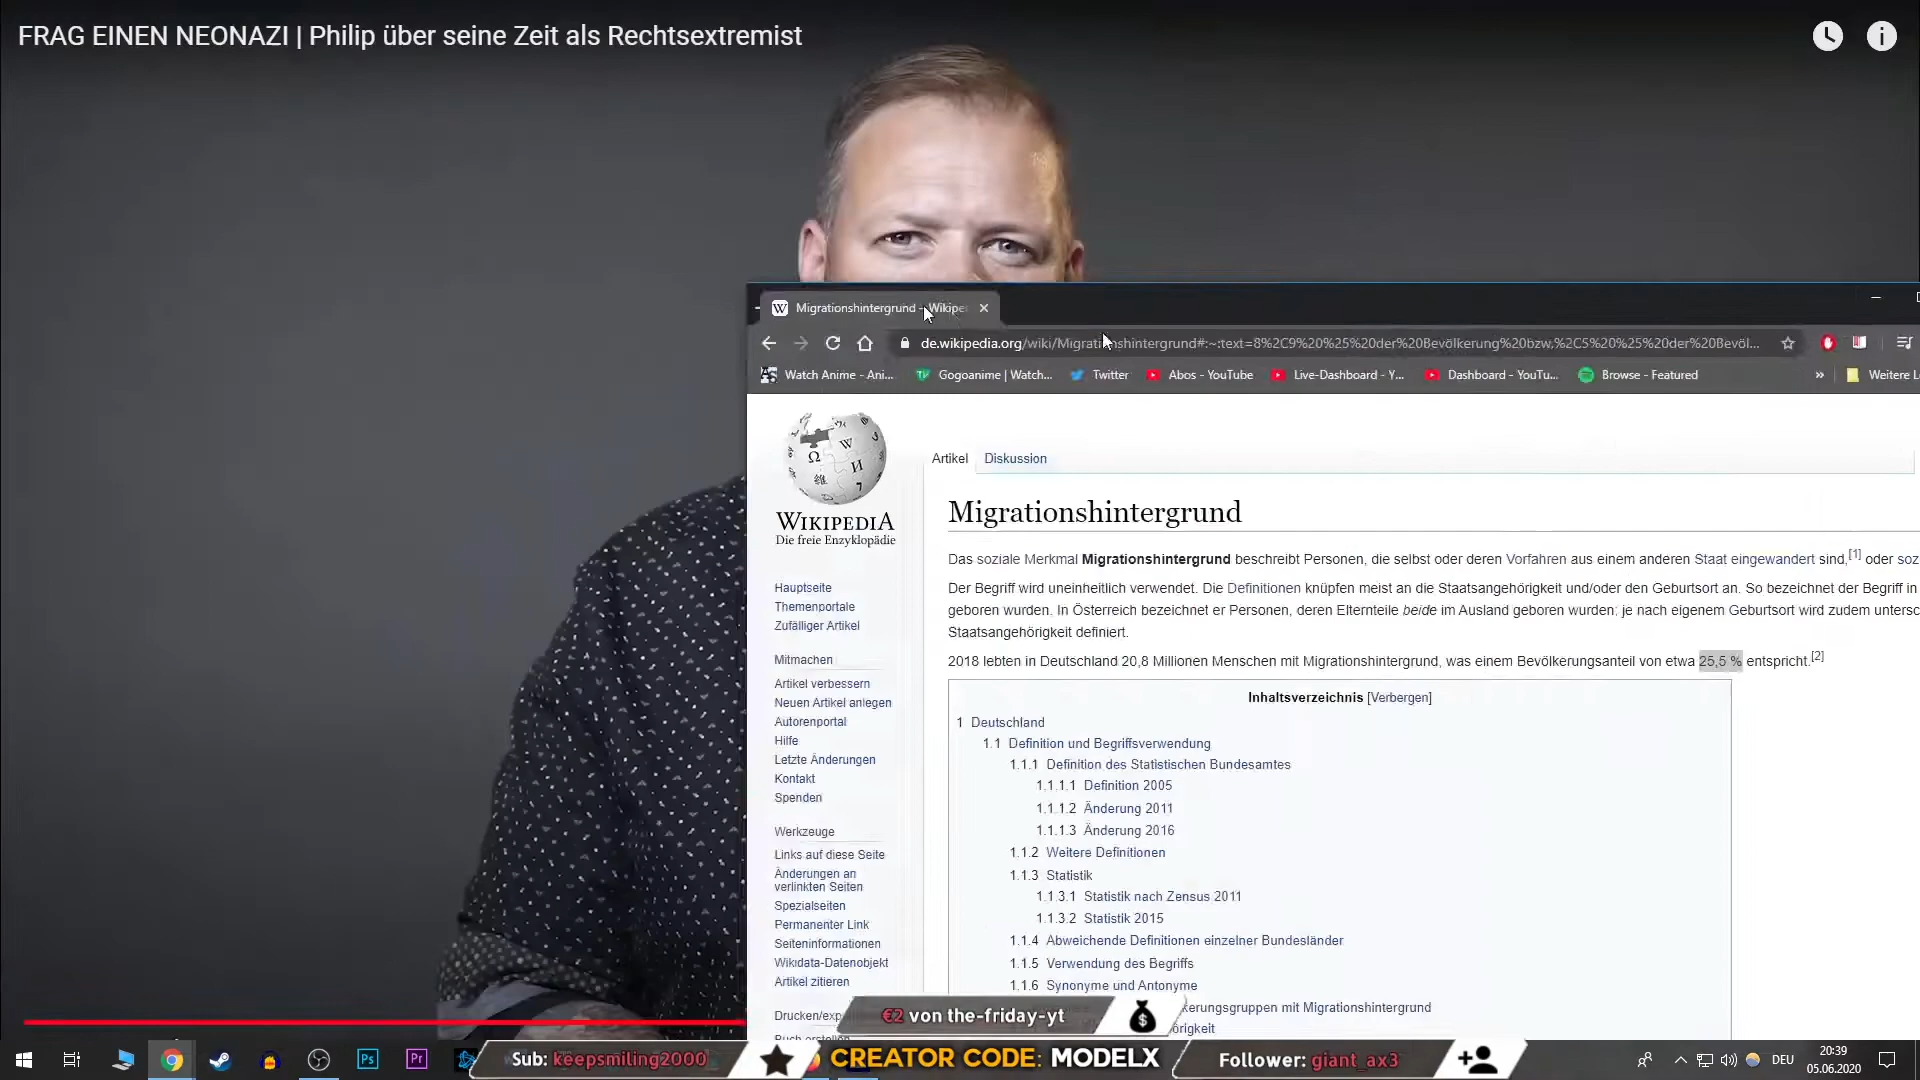 FRAG EINEN NEONAZI | Philip über seine Zeit als Rechtsextremist
Migrationshintergrund – Wikipe
de.wikipedia.org/wiki/Migrationshintergrund#:~:text=8%2C9%20%25%20der%20Bevölkerung%20bzw,%2C5%20%25%20der%20Bevöl...
Watch Anime - Ani... Gogoanime | Watch... Twitter Abos - YouTube Live-Dashboard - Y... Dashboard - YouTu... Browse - Featured » Weitere L
WIKIPEDIA
Die freie Enzyklopädie
Hauptseite
Themenportale
Zufälliger Artikel
Mitmachen
Artikel verbessern
Neuen Artikel anlegen
Autorenportal
Hilfe
Letzte Änderungen
Kontakt
Spenden
Werkzeuge
Links auf diese Seite
Änderungen an
verlinkten Seiten
Spezialseiten
Permanenter Link
Seiteninformationen
Wikidata-Datenobjekt
Artikel zitieren
Drucken/exp
Artikel Diskussion
Migrationshintergrund
Das soziale Merkmal Migrationshintergrund beschreibt Personen, die selbst oder deren Vorfahren aus einem anderen Staat eingewandert sind,[1] oder soz
Der Begriff wird uneinheitlich verwendet. Die Definitionen knüpfen meist an die Staatsangehörigkeit und/oder den Geburtsort an. So bezeichnet der Begriff in
geboren wurden. In Österreich bezeichnet er Personen, deren Elternteile beide im Ausland geboren wurden; je nach eigenem Geburtsort wird zudem untersc
Staatsangehörigkeit definiert.
2018 lebten in Deutschland 20,8 Millionen Menschen mit Migrationshintergrund, was einem Bevölkerungsanteil von etwa 25,5 % entspricht.[2]
Inhaltsverzeichnis [Verbergen]
1 Deutschland
1.1 Definition und Begriffsverwendung
1.1.1 Definition des Statistischen Bundesamtes
1.1.1.1 Definition 2005
1.1.1.2 Änderung 2011
1.1.1.3 Änderung 2016
1.1.2 Weitere Definitionen
1.1.3 Statistik
1.1.3.1 Statistik nach Zensus 2011
1.1.3.2 Statistik 2015
1.1.4 Abweichende Definitionen einzelner Bundesländer
1.1.5 Verwendung des Begriffs
1.1.6 Synonyme und Antonyme
kerungsgruppen mit Migrationshintergrund
örigkeit
€2 von the-friday-yt
Sub: keepsmiling2000
CREATOR CODE: MODELX
Follower: giant_ax3
DEU
20:39
05.06.2020